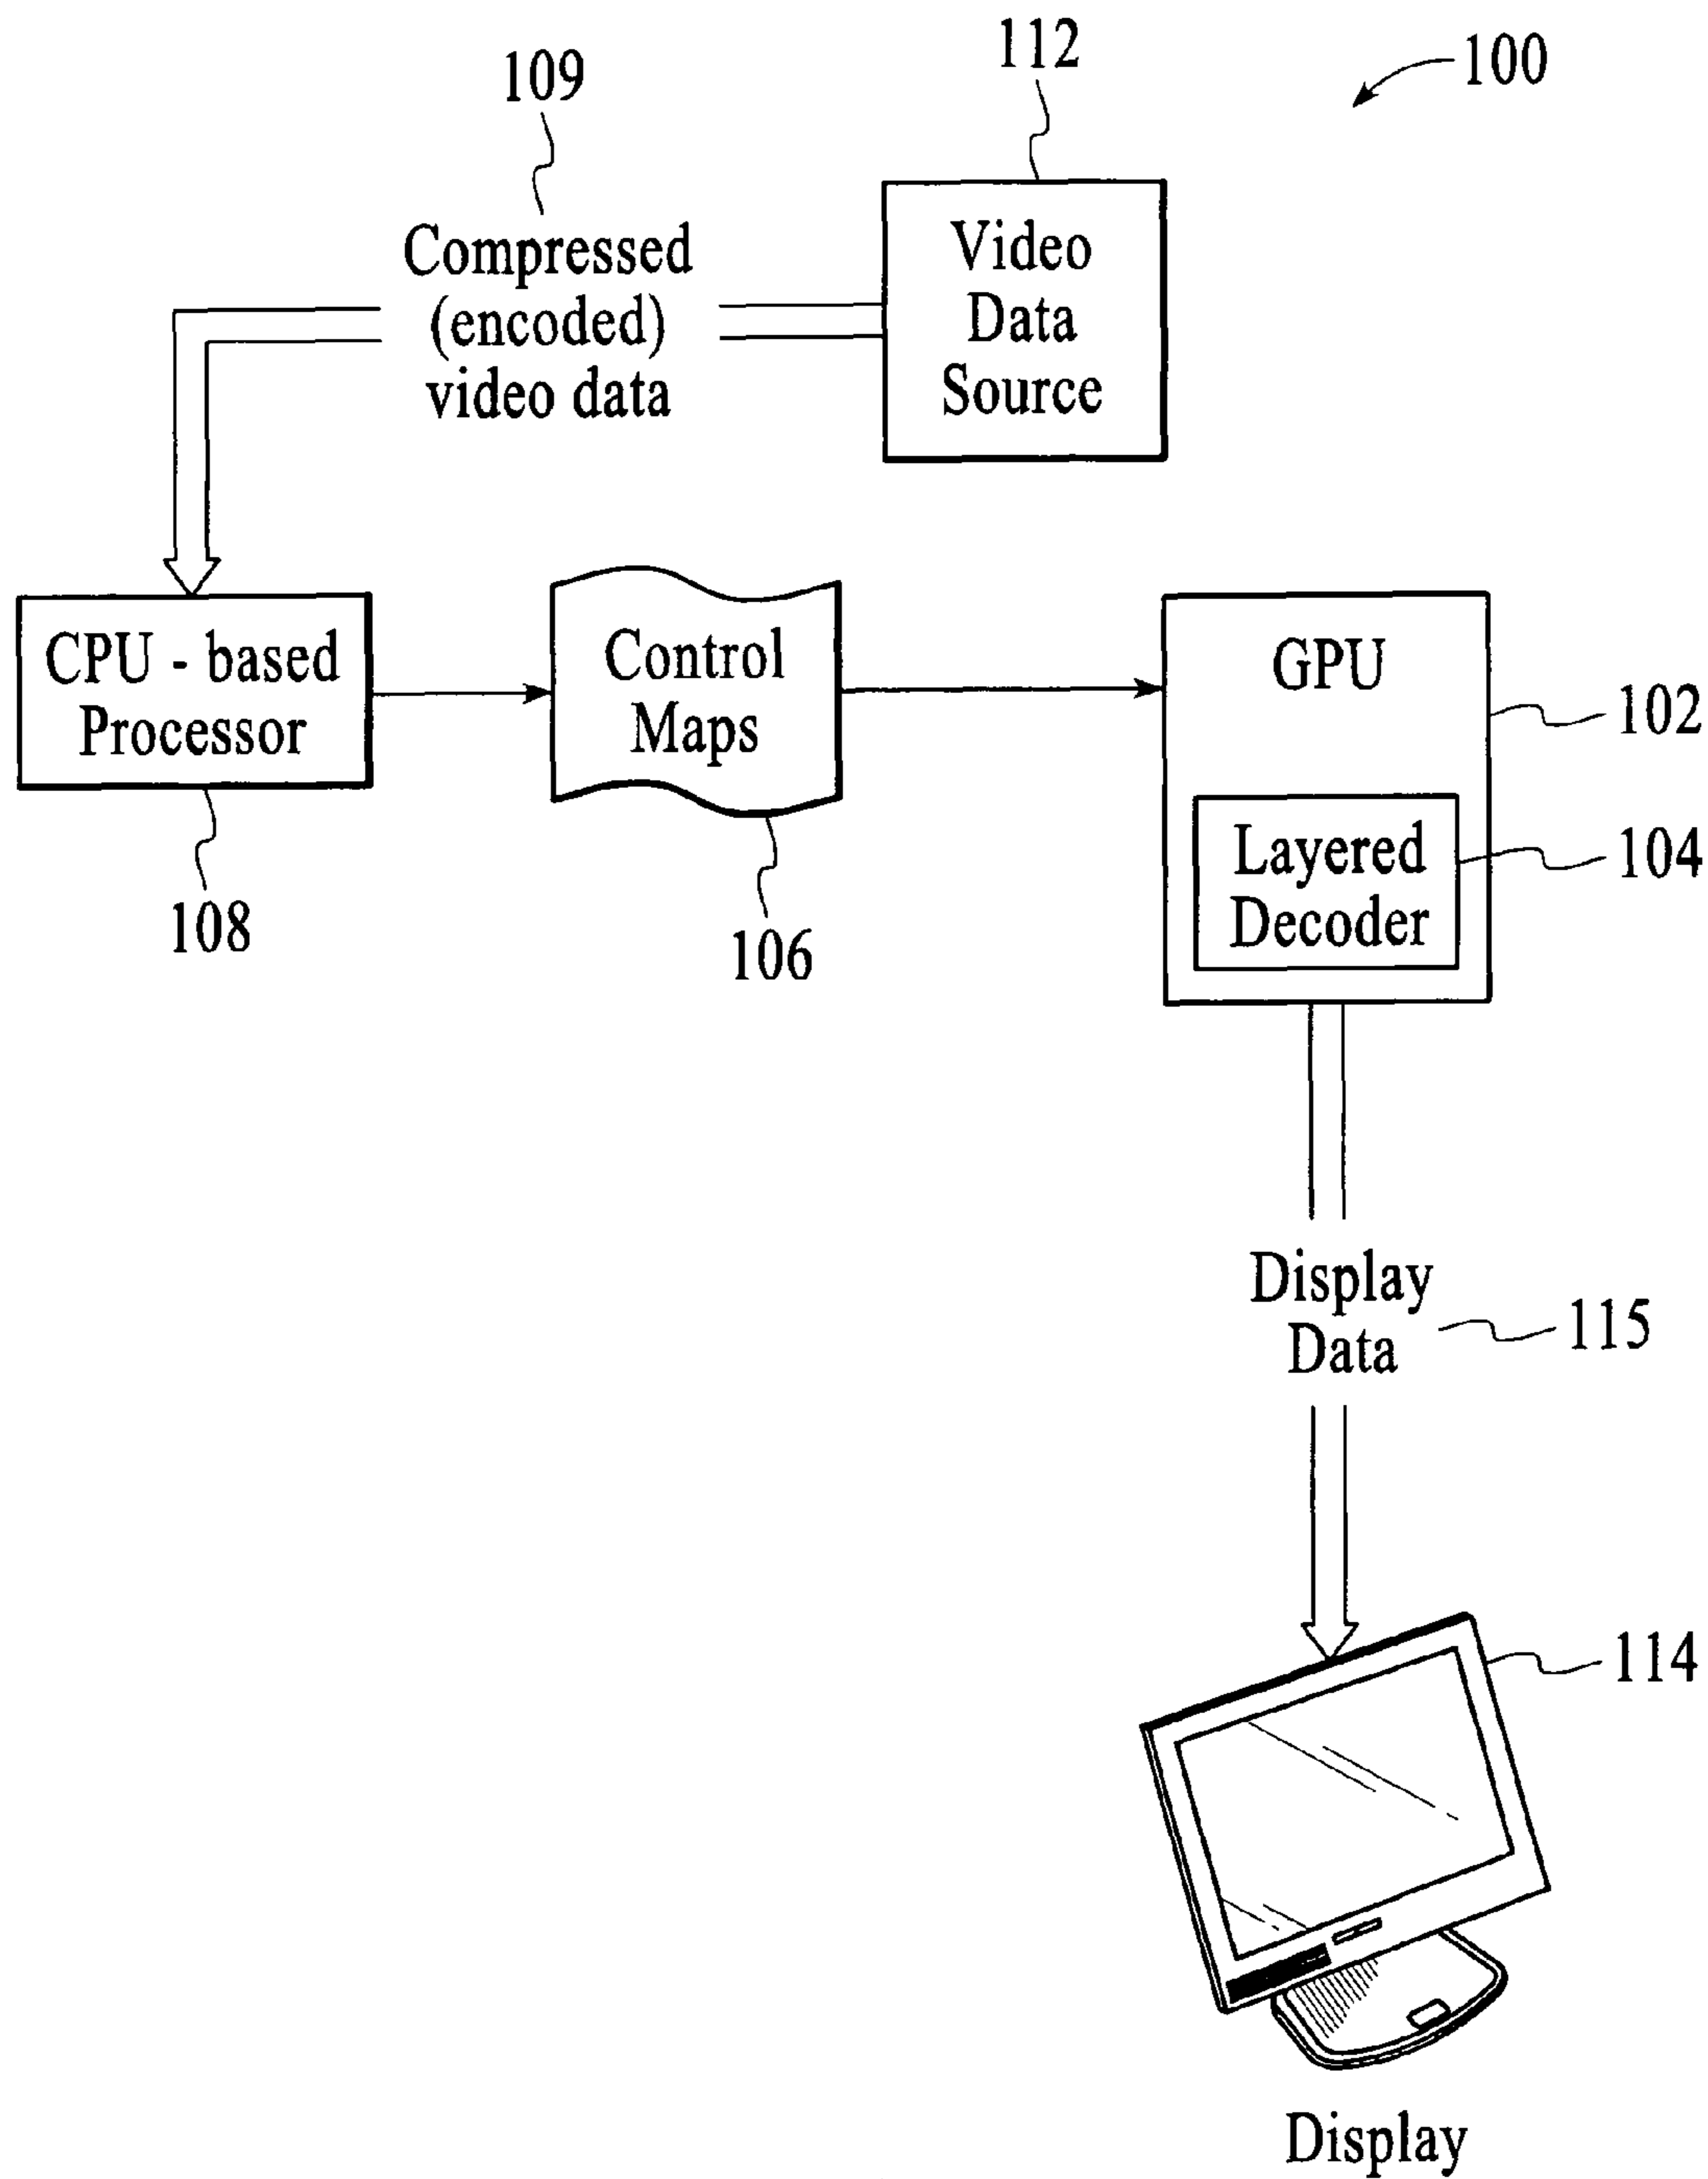 112
100
109
Compressed
(encoded)
video data
Video
Data
Source
CPU - based
Processor
108
Control
Maps
106
GPU
102
Layered
Decoder
104
Display
Data
115
114
Display